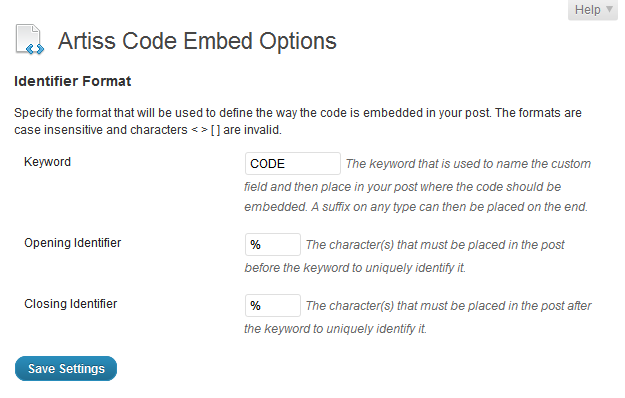 Help
Artiss Code Embed Options
Identifier Format
Specify the format that will be used to define the way the code is embedded in your post. The formats are
case insensitive and characters < > [ ] are invalid.
Keyword CODE The keyword that is used to name the custom
field and then place in your post where the code should be
embedded. A suffix on any type can then be placed on the end.
Opening Identifier % The character(s) that must be placed in the post
before the keyword to uniquely identify it.
Closing Identifier % The character(s) that must be placed in the post after
the keyword to uniquely identify it.
Save Settings